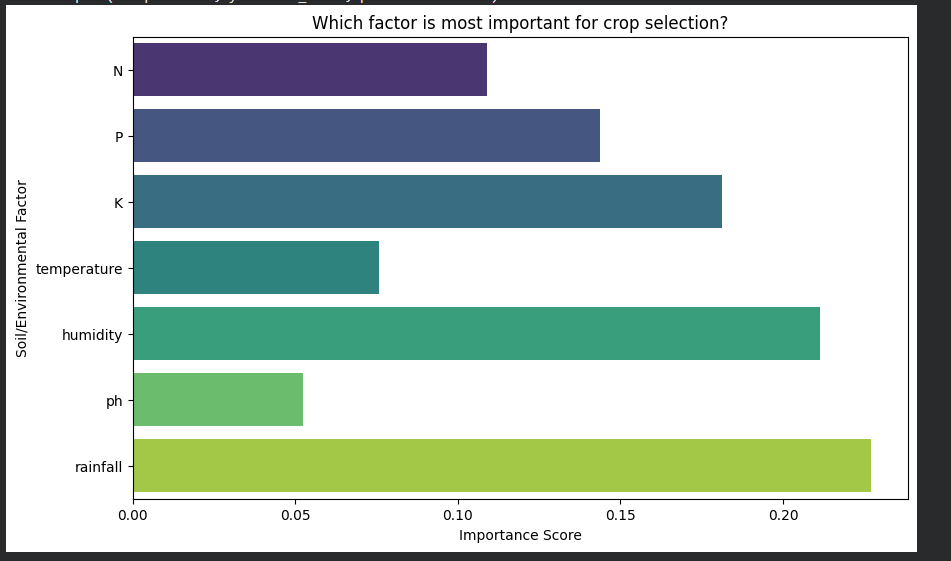 Which factor is most important for crop selection?
N
P
K
temperature
humidity
ph
rainfall
Soil/Environmental Factor
0.00 0.05 0.10 0.15 0.20
Importance Score